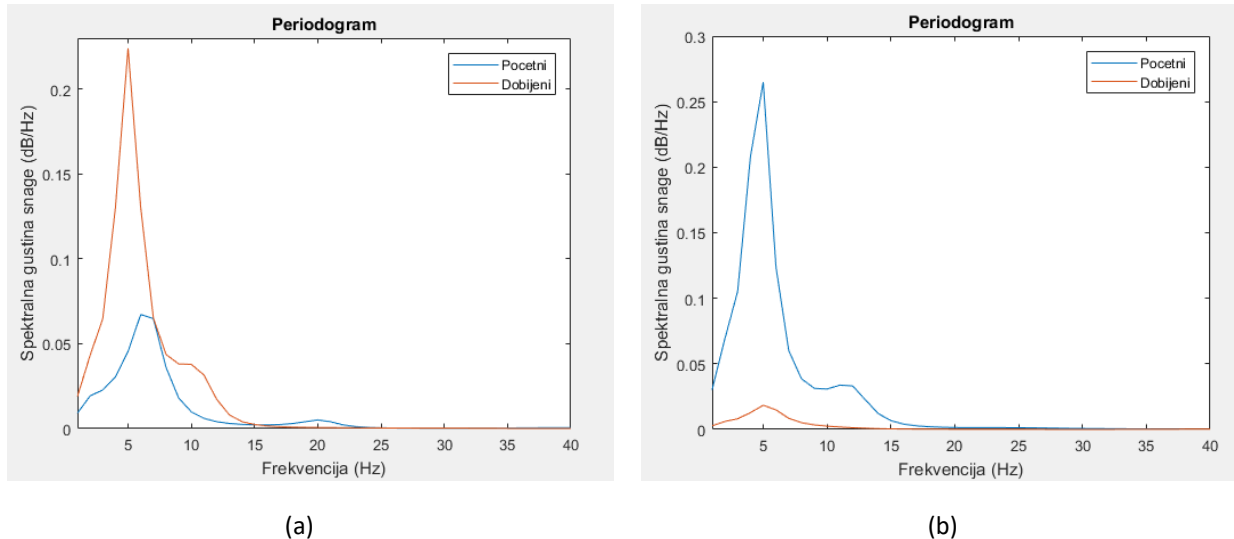 Periodogram
Pocetni
Dobijeni
0.2
0.15
0.1
0.05
0
5
10
15
20
25
30
35
40
Spektralna gustina snage (dB/Hz)
Frekvencija (Hz)
(a)
Periodogram
Pocetni
Dobijeni
0.3
0.25
0.2
0.15
0.1
0.05
0
5
10
15
20
25
30
35
40
Spektralna gustina snage (dB/Hz)
Frekvencija (Hz)
(b)